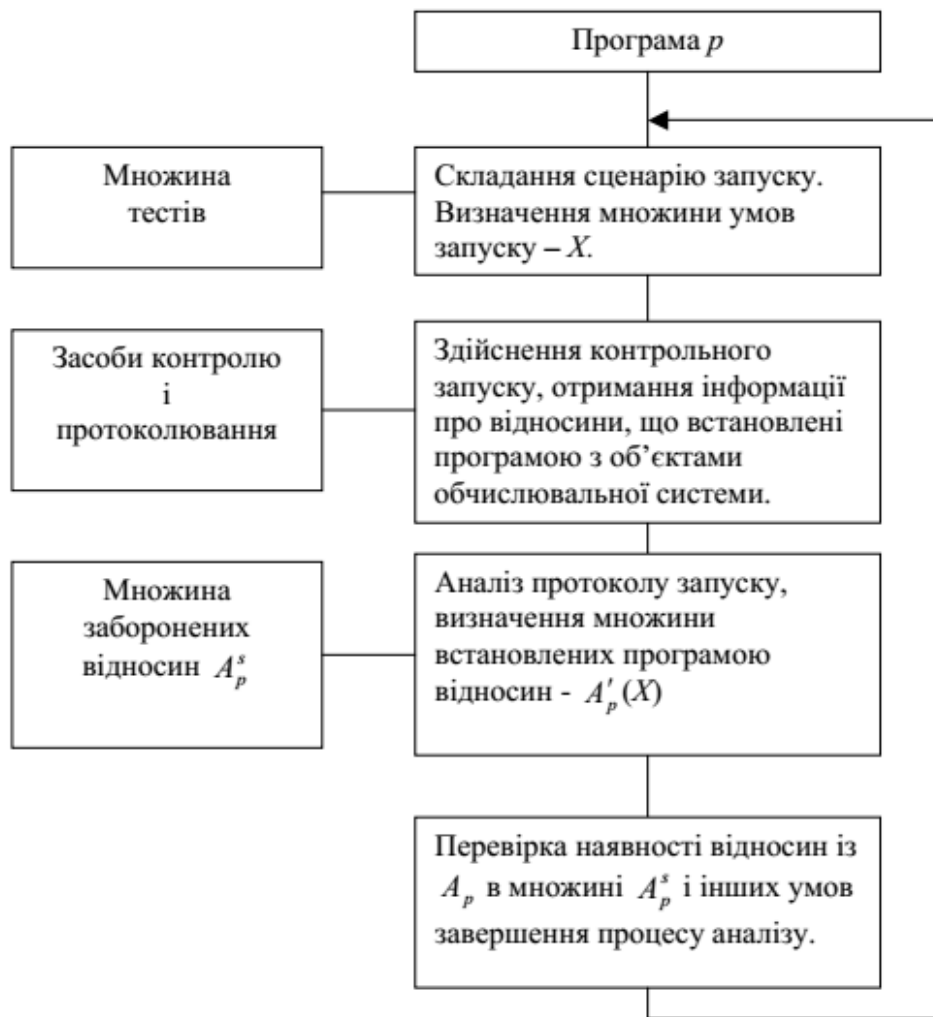 Програма p
Множина
тестів
Складання сценарію запуску.
Визначення множини умов
запуску – X.
Засоби контролю
і
протоколювання
Здійснення контрольного
запуску, отримання інформації
про відносини, що встановлені
програмою з об’єктами
обчислювальної системи.
Множина
заборонених
відносин A_p^s
Аналіз протоколу запуску,
визначення множини
встановлених програмою
відносин - A′_p(X)
Перевірка наявності відносин із
A_p в множині A_p^s і інших умов
завершення процесу аналізу.